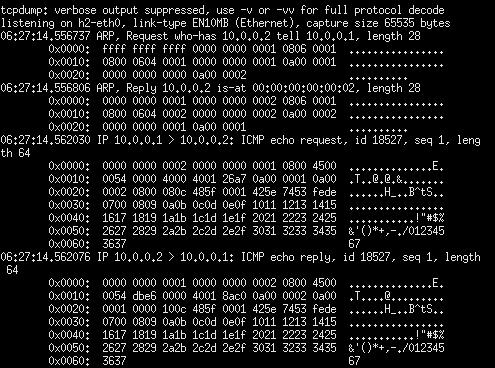 tcpdump: verbose output suppressed, use -v or -vv for full protocol decode
listening on h2-eth0, link-type EN10MB (Ethernet), capture size 65535 bytes
06:27:14.556737 ARP, Request who-has 10.0.0.2 tell 10.0.0.1, length 28
0x0000:  ffff ffff ffff 0000 0000 0001 0806 0001  ................
0x0010:  0800 0604 0001 0000 0000 0001 0a00 0001  ................
0x0020:  0000 0000 0000 0a00 0002                 ..........
06:27:14.556806 ARP, Reply 10.0.0.2 is-at 00:00:00:00:00:02, length 28
0x0000:  0000 0000 0001 0000 0000 0002 0806 0001  ................
0x0010:  0800 0604 0002 0000 0000 0002 0a00 0002  ................
0x0020:  0000 0000 0001 0a00 0001                 ..........
06:27:14.562030 IP 10.0.0.1 > 10.0.0.2: ICMP echo request, id 18527, seq 1, leng
th 64
0x0000:  0000 0000 0002 0000 0000 0001 0800 4500  ..............E.
0x0010:  0054 0000 4000 4001 26a7 0a00 0001 0a00  .T..@.@.&.......
0x0020:  0002 0800 080c 485f 0001 425e 7453 fede  ......H_..B^tS..
0x0030:  0700 0809 0a0b 0c0d 0e0f 1011 1213 1415  ................
0x0040:  1617 1819 1a1b 1c1d 1e1f 2021 2223 2425  ...........!"#$%
0x0050:  2627 2829 2a2b 2c2d 2e2f 3031 3233 3435  &'()*+,-./012345
0x0060:  3637                                     67
06:27:14.562076 IP 10.0.0.2 > 10.0.0.1: ICMP echo reply, id 18527, seq 1, length
 64
0x0000:  0000 0000 0001 0000 0000 0002 0800 4500  ..............E.
0x0010:  0054 dbe6 0000 4001 8ac0 0a00 0002 0a00  .T....@.........
0x0020:  0001 0000 100c 485f 0001 425e 7453 fede  ......H_..B^tS..
0x0030:  0700 0809 0a0b 0c0d 0e0f 1011 1213 1415  ................
0x0040:  1617 1819 1a1b 1c1d 1e1f 2021 2223 2425  ...........!"#$%
0x0050:  2627 2829 2a2b 2c2d 2e2f 3031 3233 3435  &'()*+,-./012345
0x0060:  3637                                     67